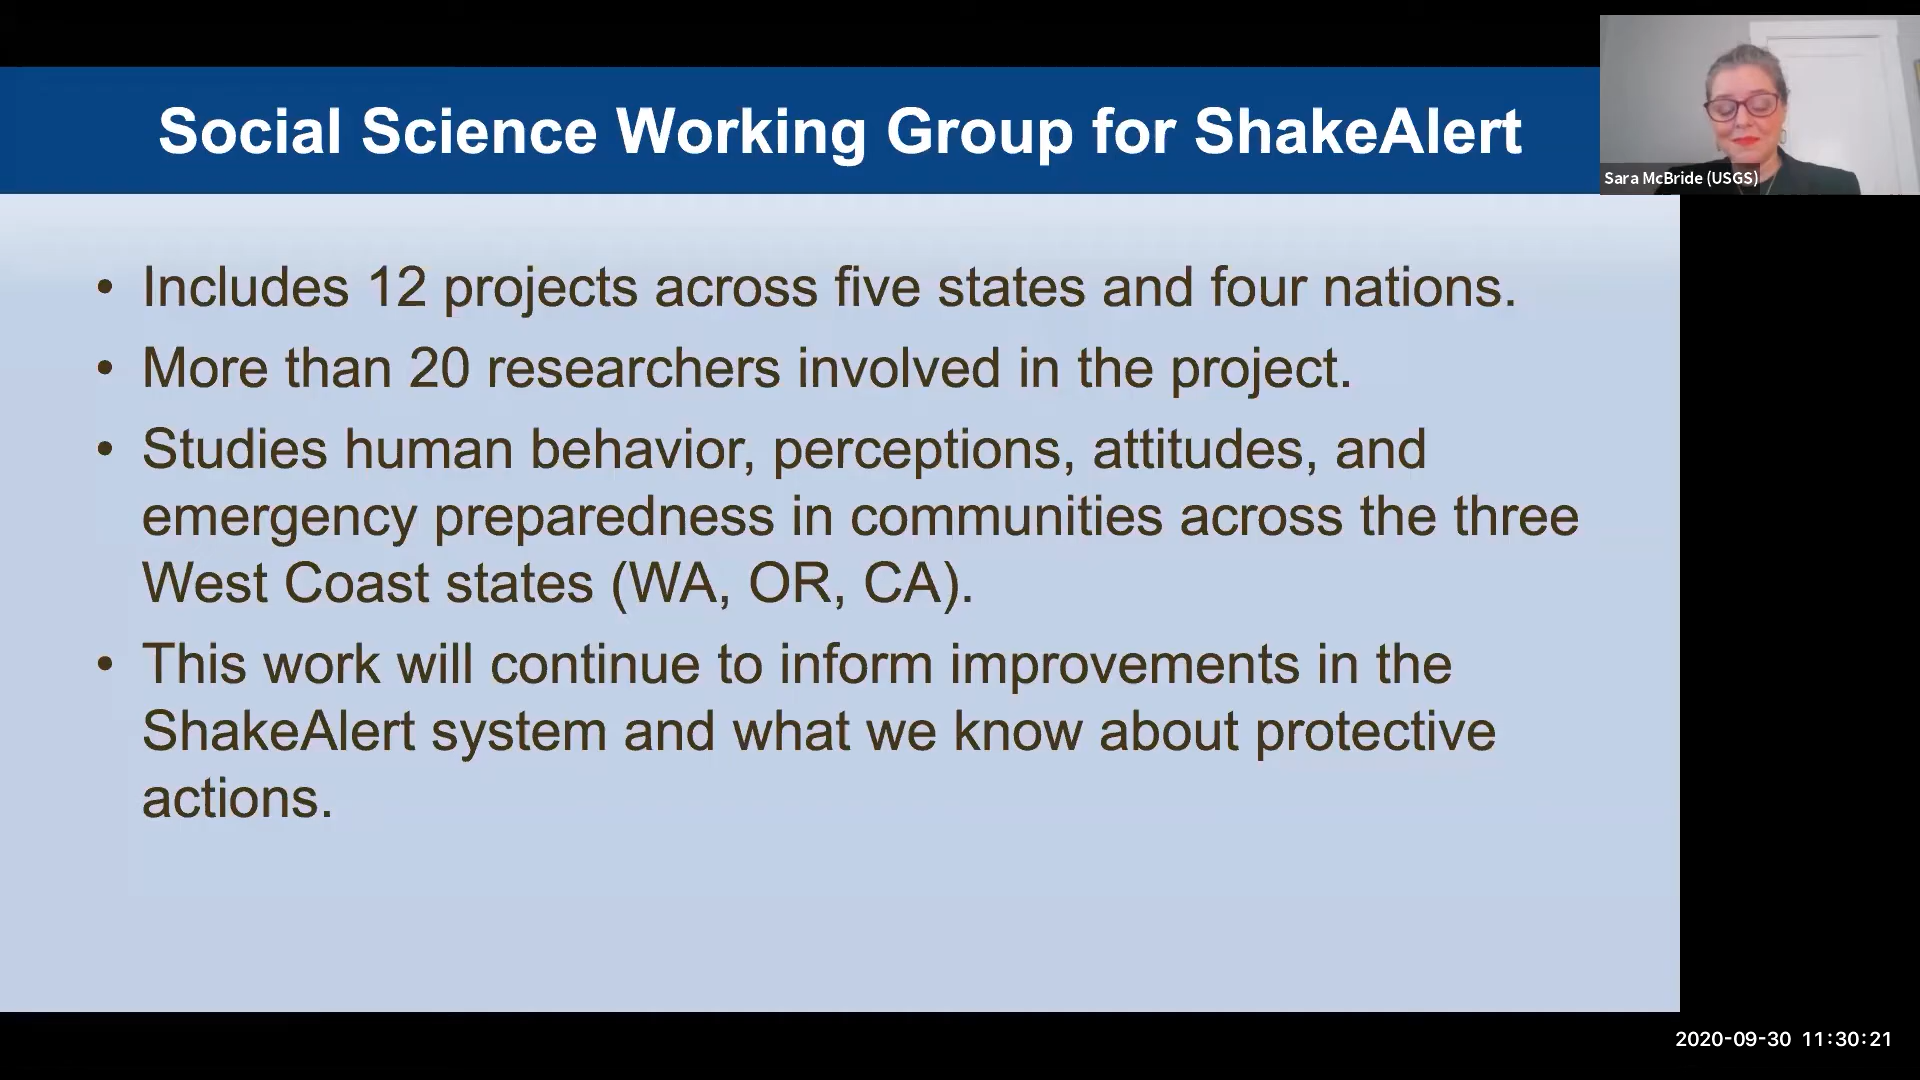 Social Science Working Group for ShakeAlert
Sara McBride (USGS)
• Includes 12 projects across five states and four nations.
• More than 20 researchers involved in the project.
• Studies human behavior, perceptions, attitudes, and
emergency preparedness in communities across the three
West Coast states (WA, OR, CA).
• This work will continue to inform improvements in the
ShakeAlert system and what we know about protective
actions.
2020-09-30 11:30:21